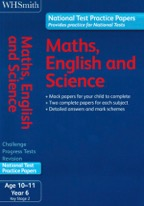 WHSmith
National Test Practice Papers
Provides practice for National Tests
Maths, English
and Science
Maths,
English and
Science
• Mock papers for your child to complete
• Two complete papers for each subject
• Detailed answers and mark schemes
Challenge
Progress Tests
Revision
National Test
Practice Papers
Age 10–11
Year 6
Key Stage 2